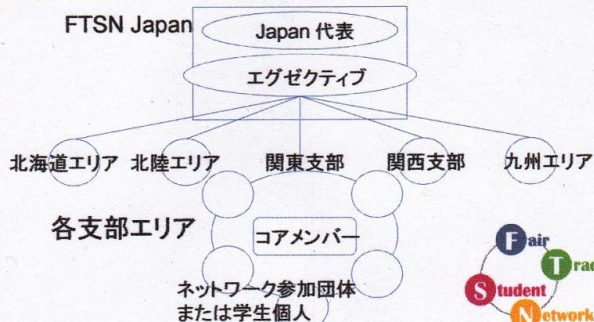 FTSN Japan
Japan 代表
エグゼクティブ
北海道エリア 北陸エリア 関東支部 関西支部 九州エリア
各支部エリア
コアメンバー
ネットワーク参加団体
または学生個人
Fair
Trad
Student
Network